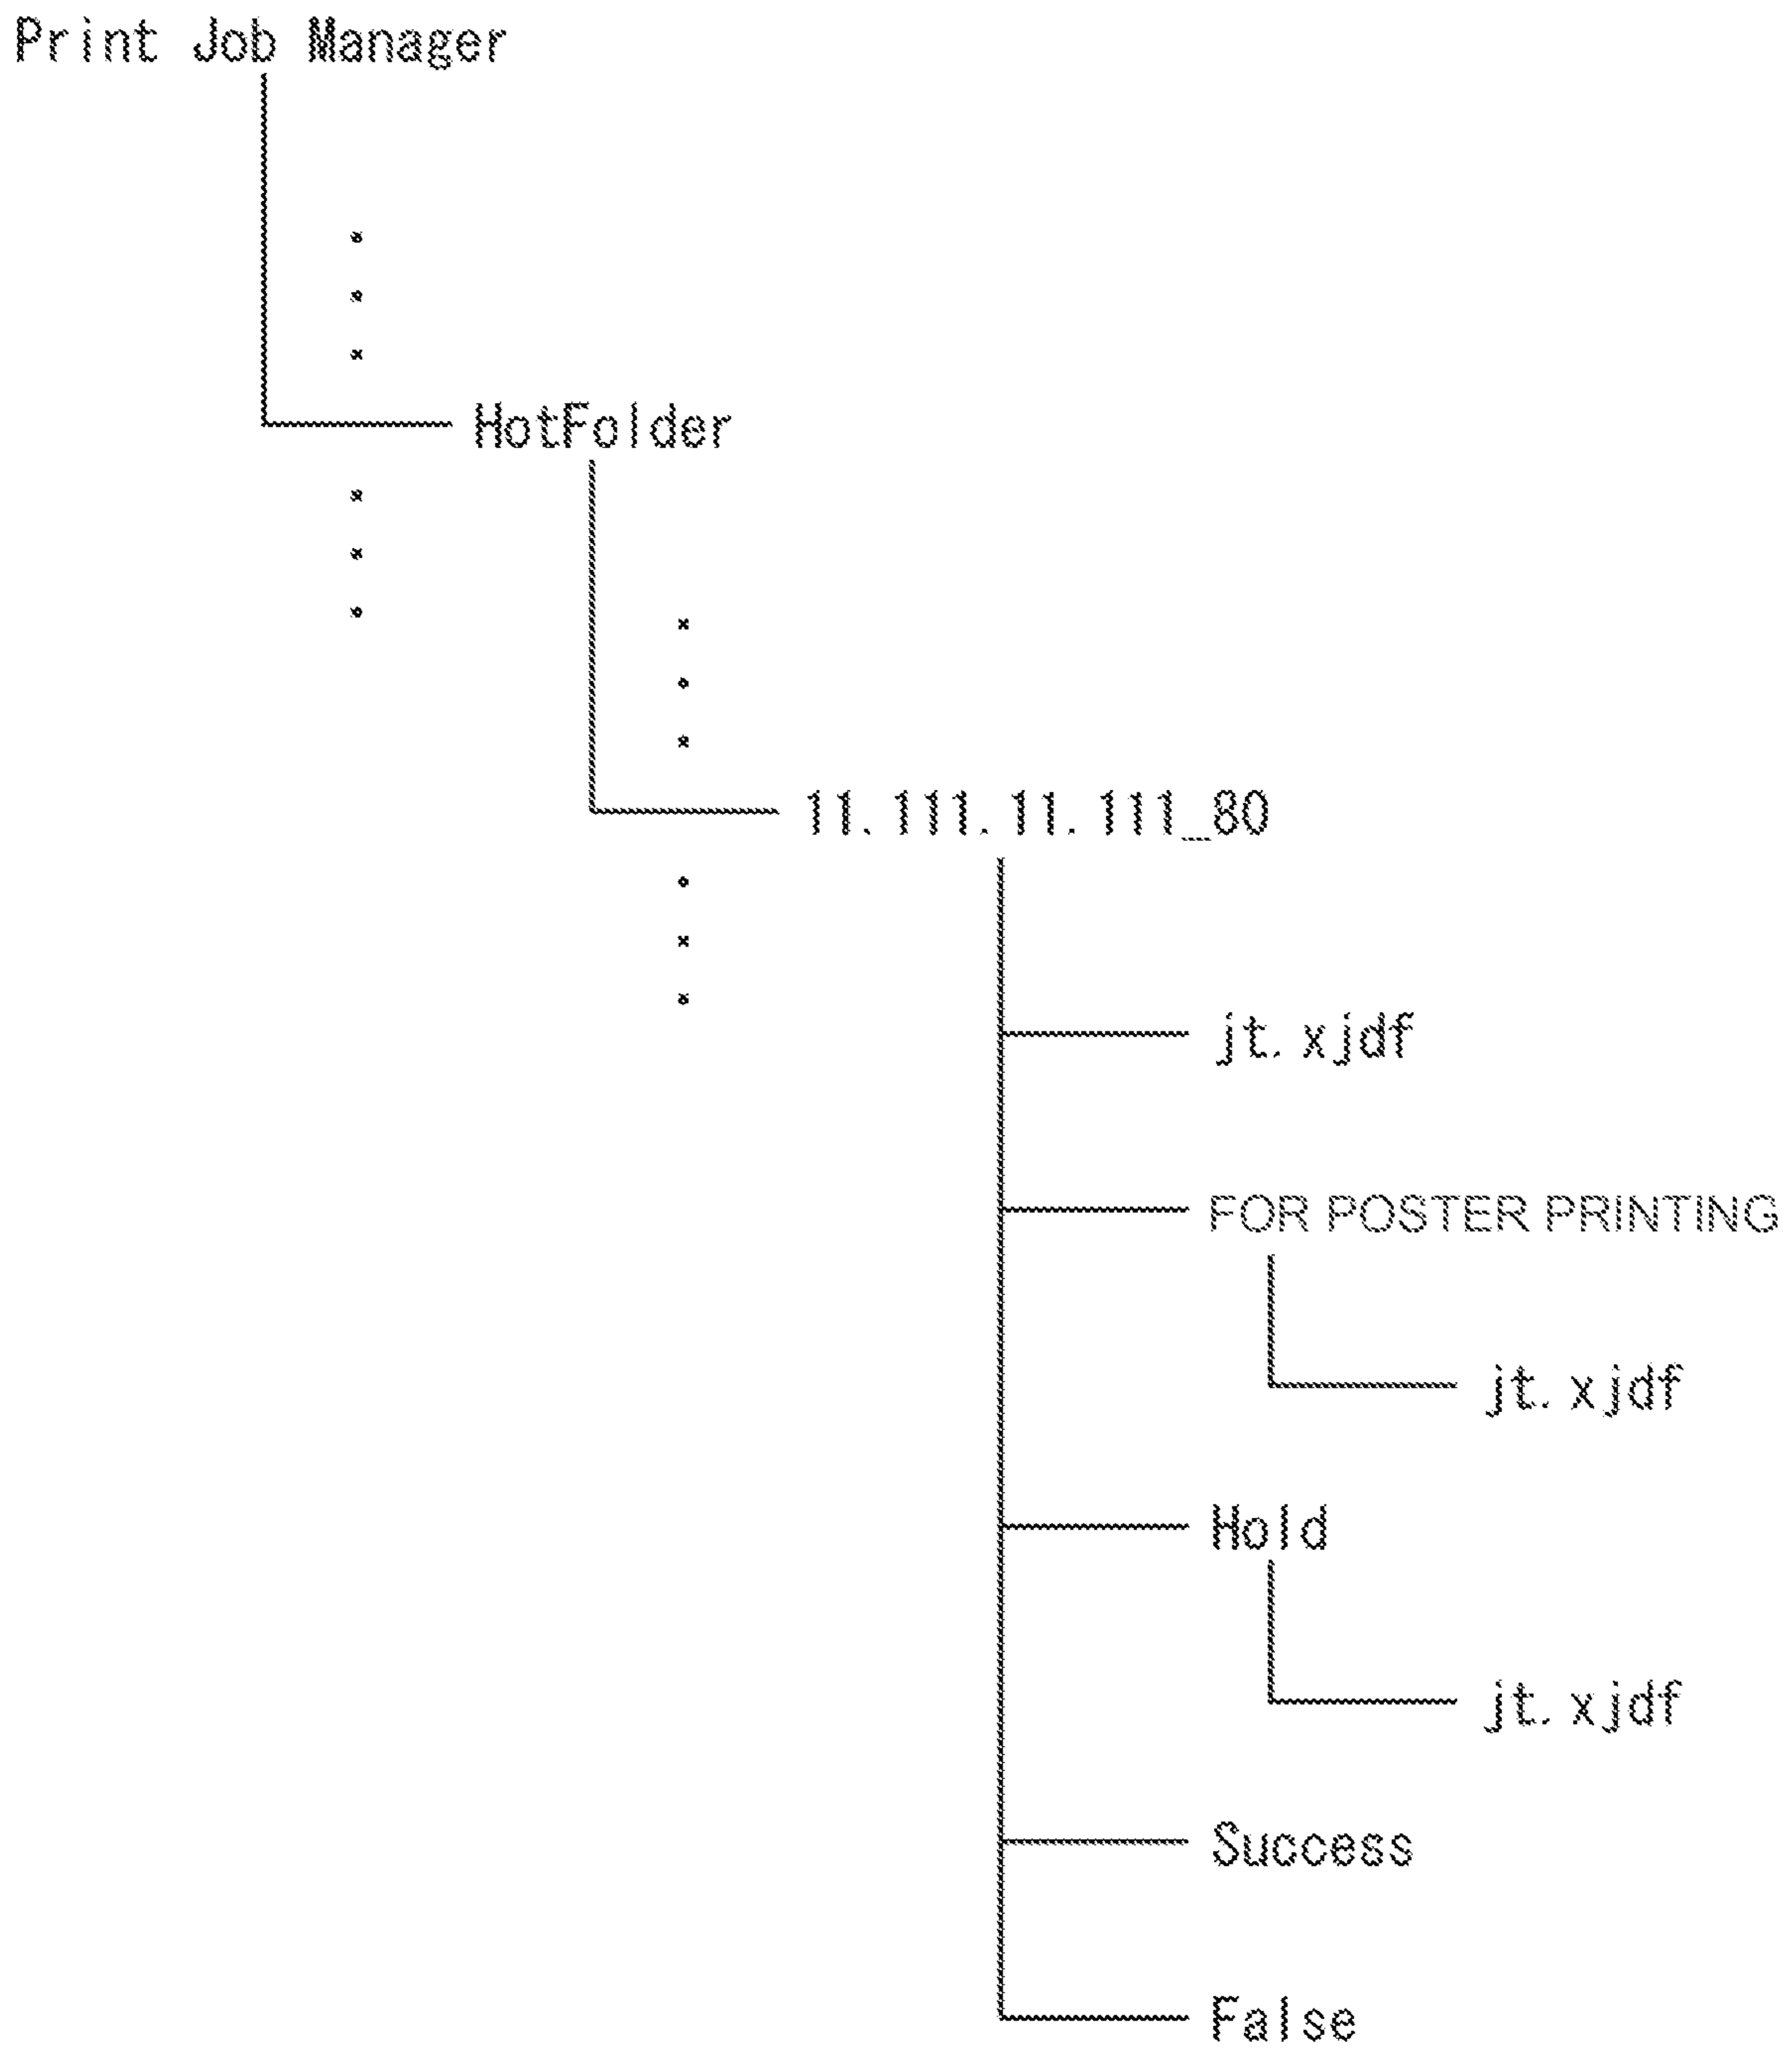 Print Job Manager
HotFolder
11.111.11.111_80
jt.xjdf
FOR POSTER PRINTING
jt.xjdf
Hold
jt.xjdf
Success
False